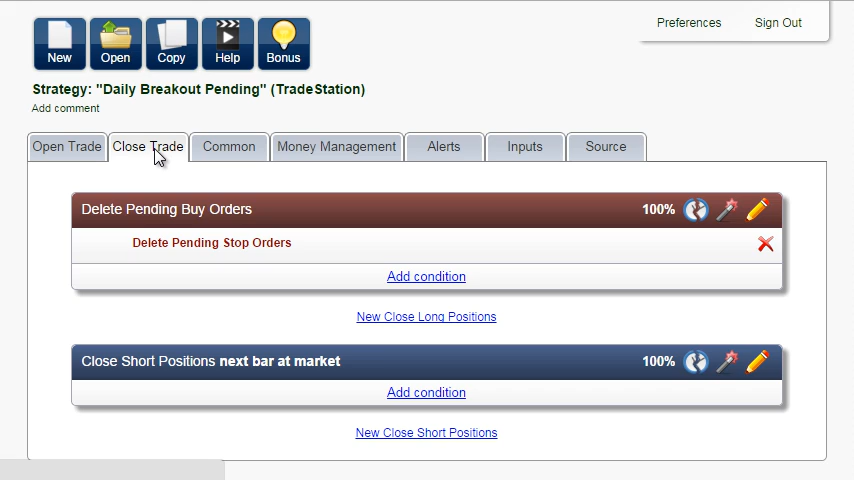 Preferences Sign Out
New Open Copy Help Bonus
Strategy: "Daily Breakout Pending" (TradeStation)
Add comment
Open Trade Close Trade Common Money Management Alerts Inputs Source
Delete Pending Buy Orders 100%
Delete Pending Stop Orders
Add condition
New Close Long Positions
Close Short Positions next bar at market 100%
Add condition
New Close Short Positions